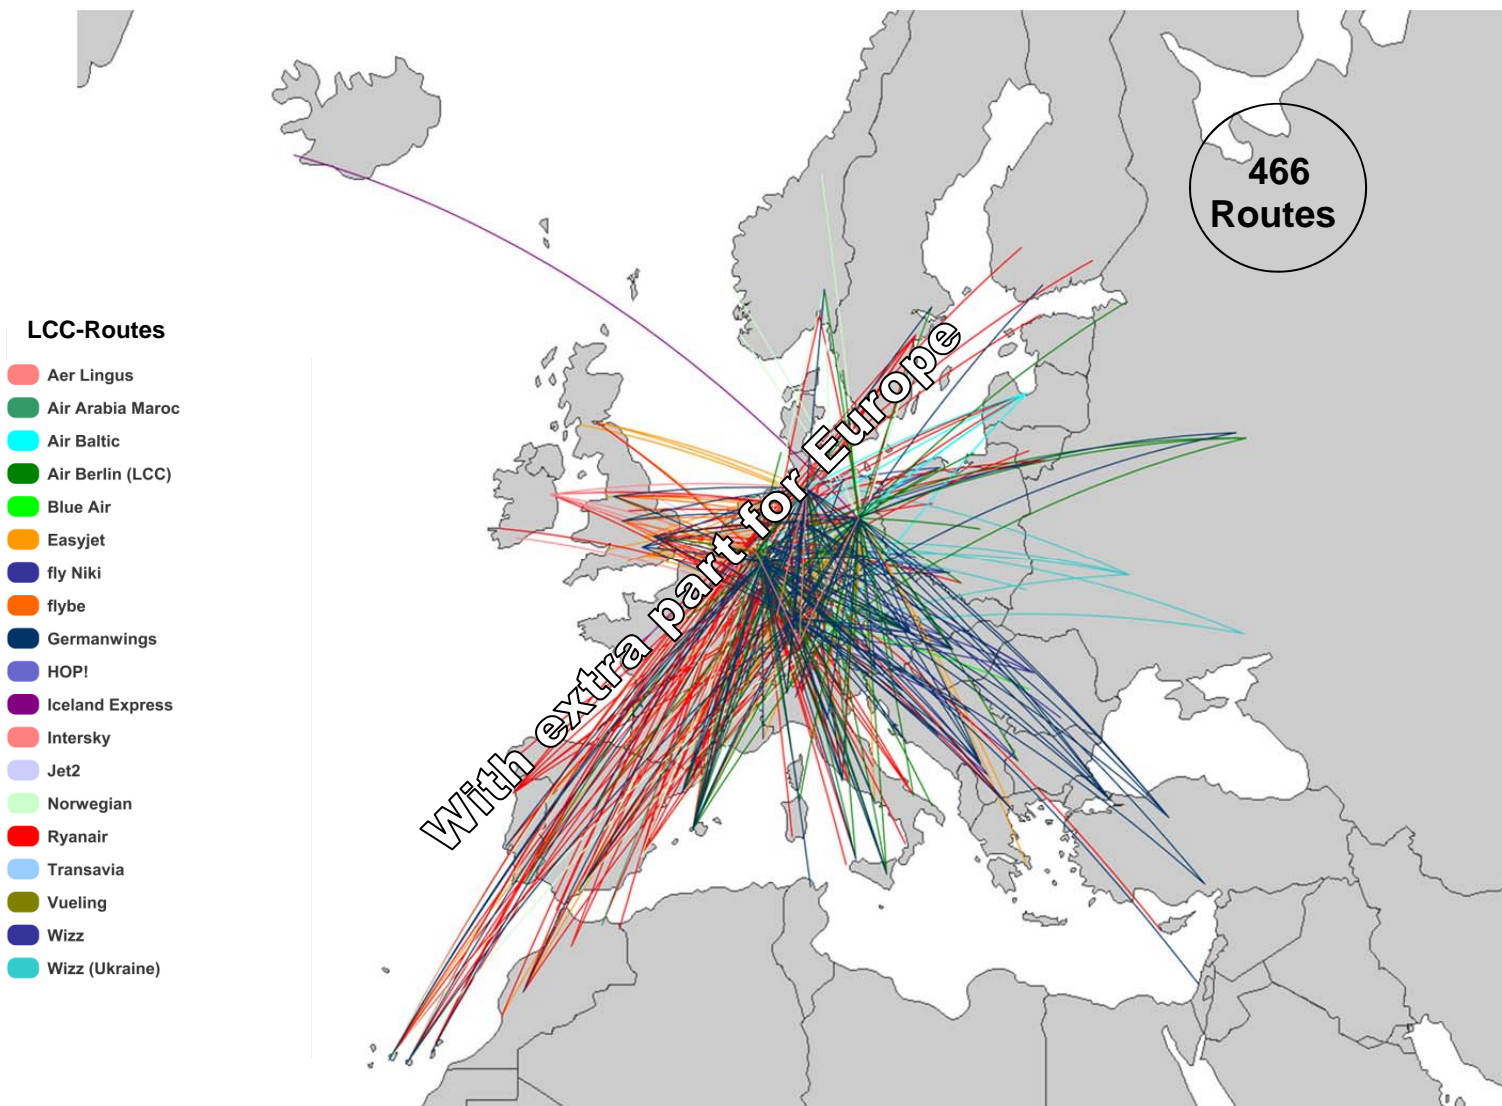 466
Routes
With extra part for Europe
LCC-Routes
Aer Lingus
Air Arabia Maroc
Air Baltic
Air Berlin (LCC)
Blue Air
Easyjet
fly Niki
flybe
Germanwings
HOP!
Iceland Express
Intersky
Jet2
Norwegian
Ryanair
Transavia
Vueling
Wizz
Wizz (Ukraine)